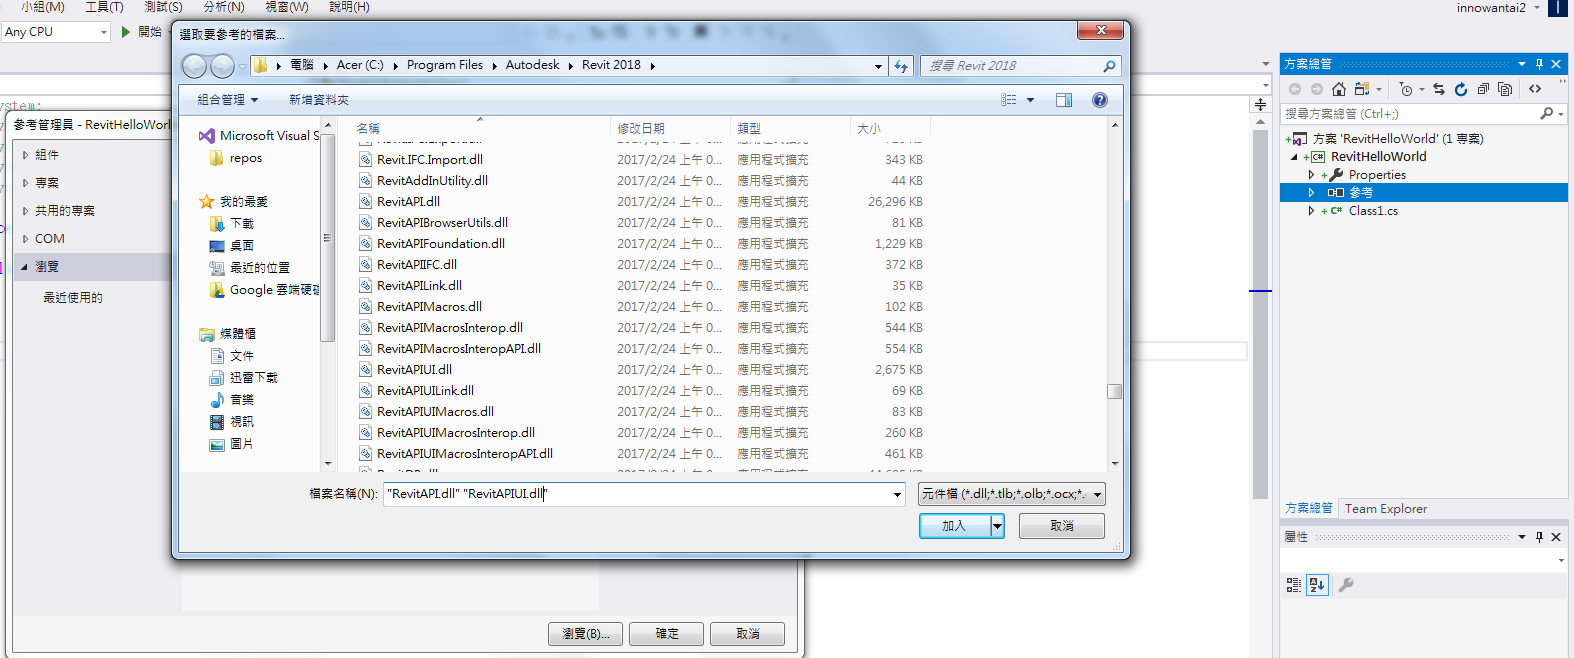 小組(M) 工具(T) 測試(S) 分析(N) 視窗(W) 說明(H)
innowantai2
Any CPU 開始
ystem;
參考管理員 - RevitHelloWorl
組件
專案
共用的專案
COM
瀏覽
最近使用的
瀏覽(B)... 確定 取消
選取要參考的檔案...
電腦 Acer (C:) Program Files Autodesk Revit 2018
搜尋 Revit 2018
組合管理 新增資料夾
Microsoft Visual S
repos
我的最愛
下載
桌面
最近的位置
Google 雲端硬碟
媒體櫃
文件
迅雷下載
音樂
視訊
圖片
名稱 修改日期 類型 大小
Revit.IFC.Import.dll 2017/2/24 上午 0... 應用程式擴充 343 KB
RevitAddInUtility.dll 2017/2/24 上午 0... 應用程式擴充 44 KB
RevitAPI.dll 2017/2/24 上午 0... 應用程式擴充 26,296 KB
RevitAPIBrowserUtils.dll 2017/2/24 上午 0... 應用程式擴充 81 KB
RevitAPIFoundation.dll 2017/2/24 上午 0... 應用程式擴充 1,229 KB
RevitAPIIFC.dll 2017/2/24 上午 0... 應用程式擴充 372 KB
RevitAPILink.dll 2017/2/24 上午 0... 應用程式擴充 35 KB
RevitAPIMacros.dll 2017/2/24 上午 0... 應用程式擴充 102 KB
RevitAPIMacrosInterop.dll 2017/2/24 上午 0... 應用程式擴充 544 KB
RevitAPIMacrosInteropAPI.dll 2017/2/24 上午 0... 應用程式擴充 554 KB
RevitAPIUI.dll 2017/2/24 上午 0... 應用程式擴充 2,675 KB
RevitAPIUILink.dll 2017/2/24 上午 0... 應用程式擴充 69 KB
RevitAPIUIMacros.dll 2017/2/24 上午 0... 應用程式擴充 83 KB
RevitAPIUIMacrosInterop.dll 2017/2/24 上午 0... 應用程式擴充 260 KB
RevitAPIUIMacrosInteropAPI.dll 2017/2/24 上午 0... 應用程式擴充 461 KB
檔案名稱(N): "RevitAPI.dll" "RevitAPIUI.dll" 元件檔 (*.dll;*.tlb;*.olb;*.ocx;*.
加入 取消
方案總管
搜尋方案總管 (Ctrl+;)
方案 'RevitHelloWorld' (1 專案)
RevitHelloWorld
Properties
參考
Class1.cs
方案總管 Team Explorer
屬性